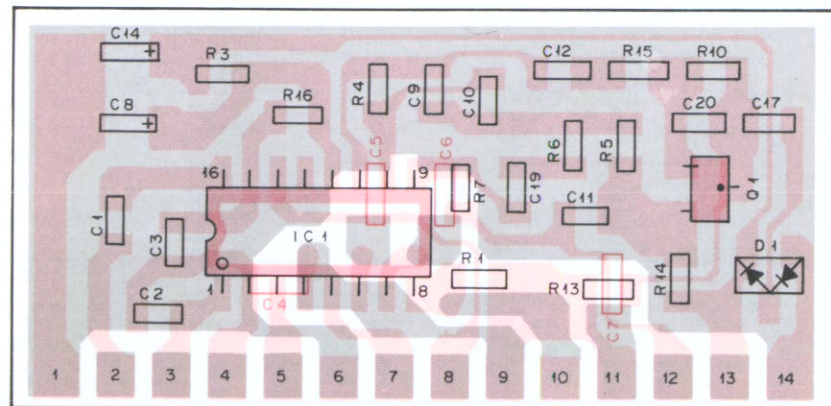 C14
R3
R4
C9
C10
C12
R15
R10
C8
R16
C20
C17
R6
R5
C5
C6
16
9
R7
C19
Q1
C1
C3
IC1
C11
D1
1
8
C4
R1
R13
C7
R14
C2
1 2 3 4 5 6 7 8 9 10 11 12 13 14